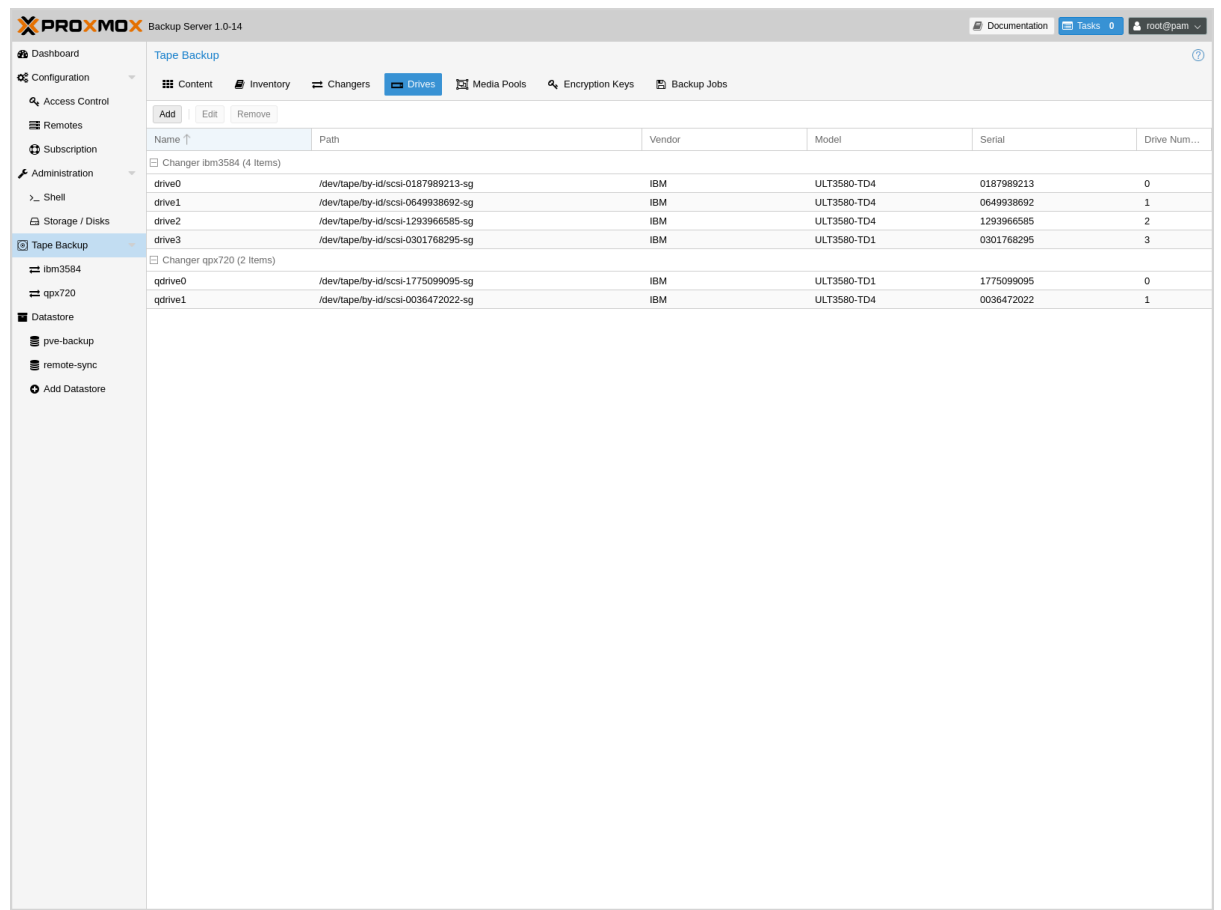 PROXMOX Backup Server 1.0-14 Documentation Tasks 0 root@pam
Dashboard
Configuration
Access Control
Remotes
Subscription
Administration
Shell
Storage / Disks
Tape Backup
ibm3584
qpx720
Datastore
pve-backup
remote-sync
Add Datastore
Tape Backup
Content Inventory Changers Drives Media Pools Encryption Keys Backup Jobs
Add Edit Remove
Name Path Vendor Model Serial Drive Num...
Changer ibm3584 (4 Items)
drive0 /dev/tape/by-id/scsi-0187989213-sg IBM ULT3580-TD4 0187989213 0
drive1 /dev/tape/by-id/scsi-0649938692-sg IBM ULT3580-TD4 0649938692 1
drive2 /dev/tape/by-id/scsi-1293966585-sg IBM ULT3580-TD4 1293966585 2
drive3 /dev/tape/by-id/scsi-0301768295-sg IBM ULT3580-TD1 0301768295 3
Changer qpx720 (2 Items)
qdrive0 /dev/tape/by-id/scsi-1775099095-sg IBM ULT3580-TD1 1775099095 0
qdrive1 /dev/tape/by-id/scsi-0036472022-sg IBM ULT3580-TD4 0036472022 1